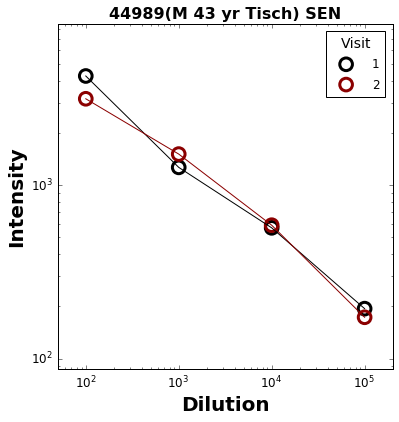 44989(M 43 yr Tisch) SEN
Visit
1
2
Intensity
10³
10²
10² 10³ 10⁴ 10⁵
Dilution